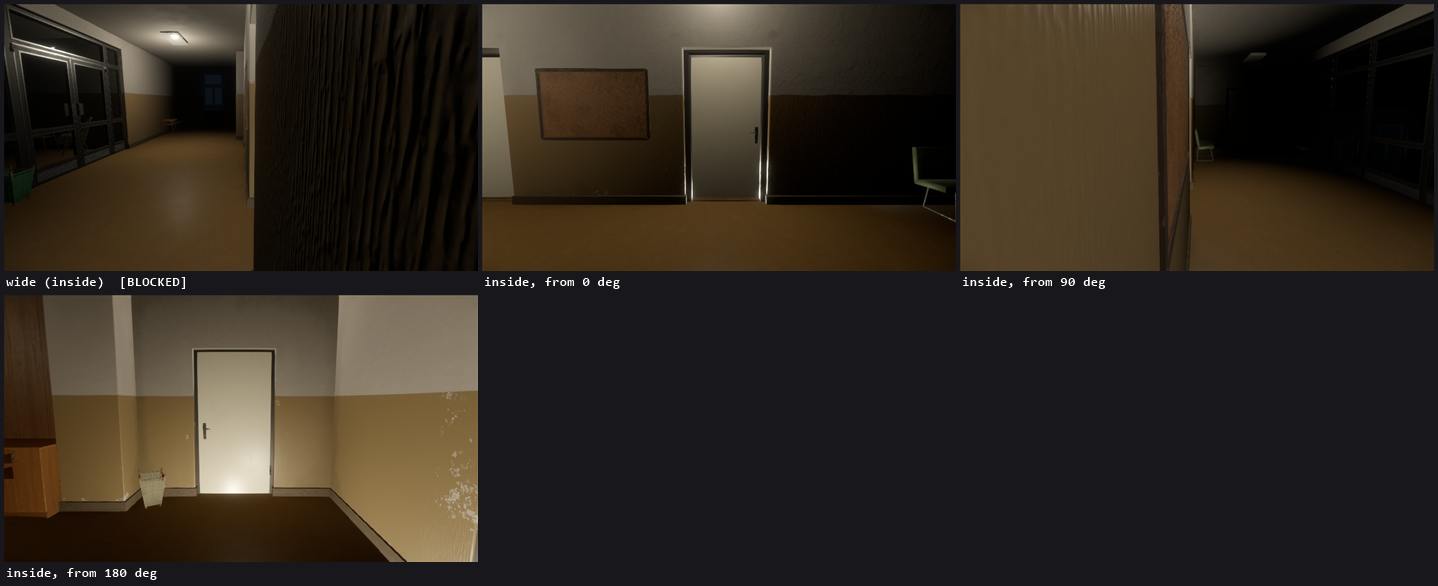 wide (inside)  [BLOCKED]
inside, from 0 deg
inside, from 90 deg
inside, from 180 deg